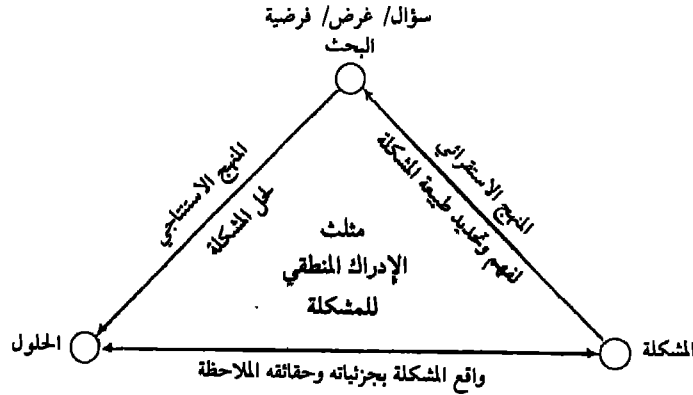 سؤال/ غرض/ فرضية
البحث
المنهج الاستقرائي
لفهم وتحديد طبيعة المشكلة
المنهج الاستنتاجي
لحل المشكلة
مثلث
الإدراك المنطقي
للمشكلة
المشكلة
الحلول
واقع المشكلة بجزئياته وحقائقه الملاحظة